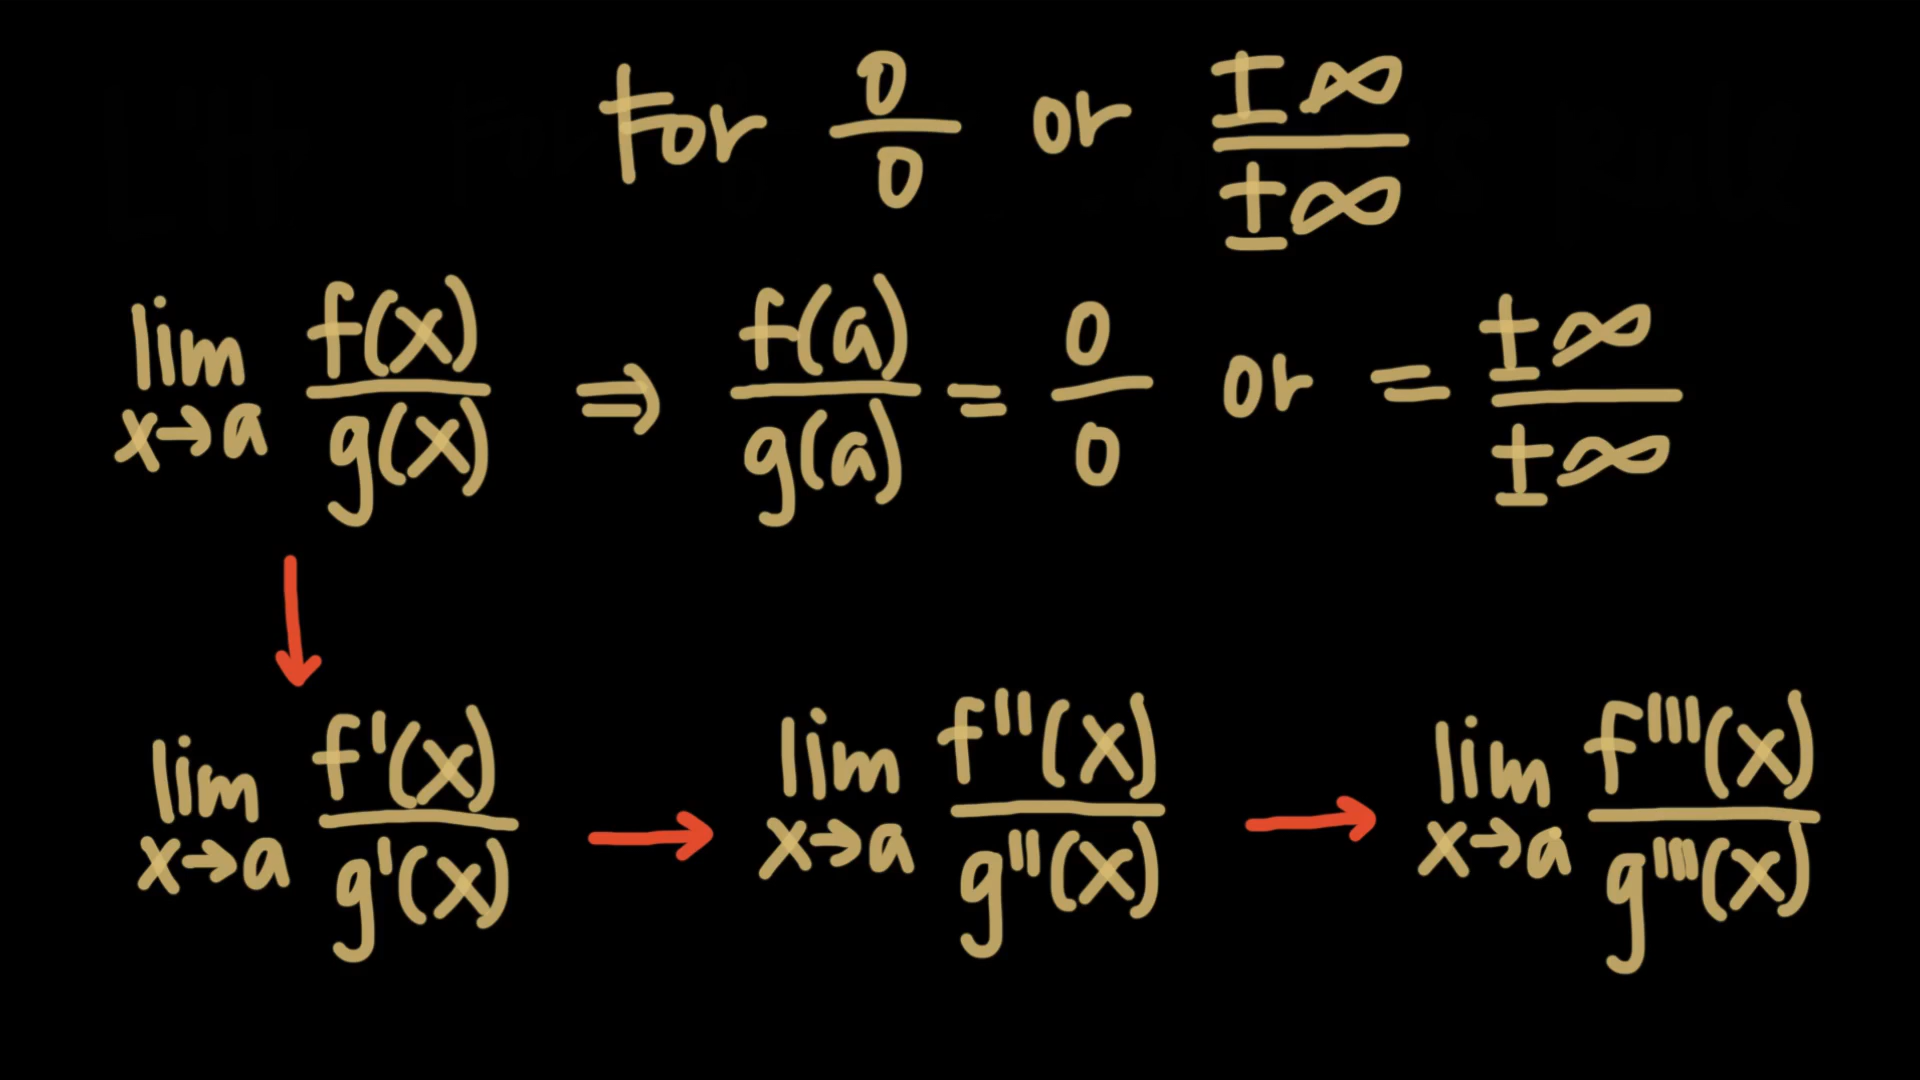 For 0/0 or ±∞/±∞
lim x→a f(x)/g(x) ⇒ f(a)/g(a) = 0/0 or = ±∞/±∞
↓
lim x→a f'(x)/g'(x) → lim x→a f''(x)/g''(x) → lim x→a f'''(x)/g'''(x)